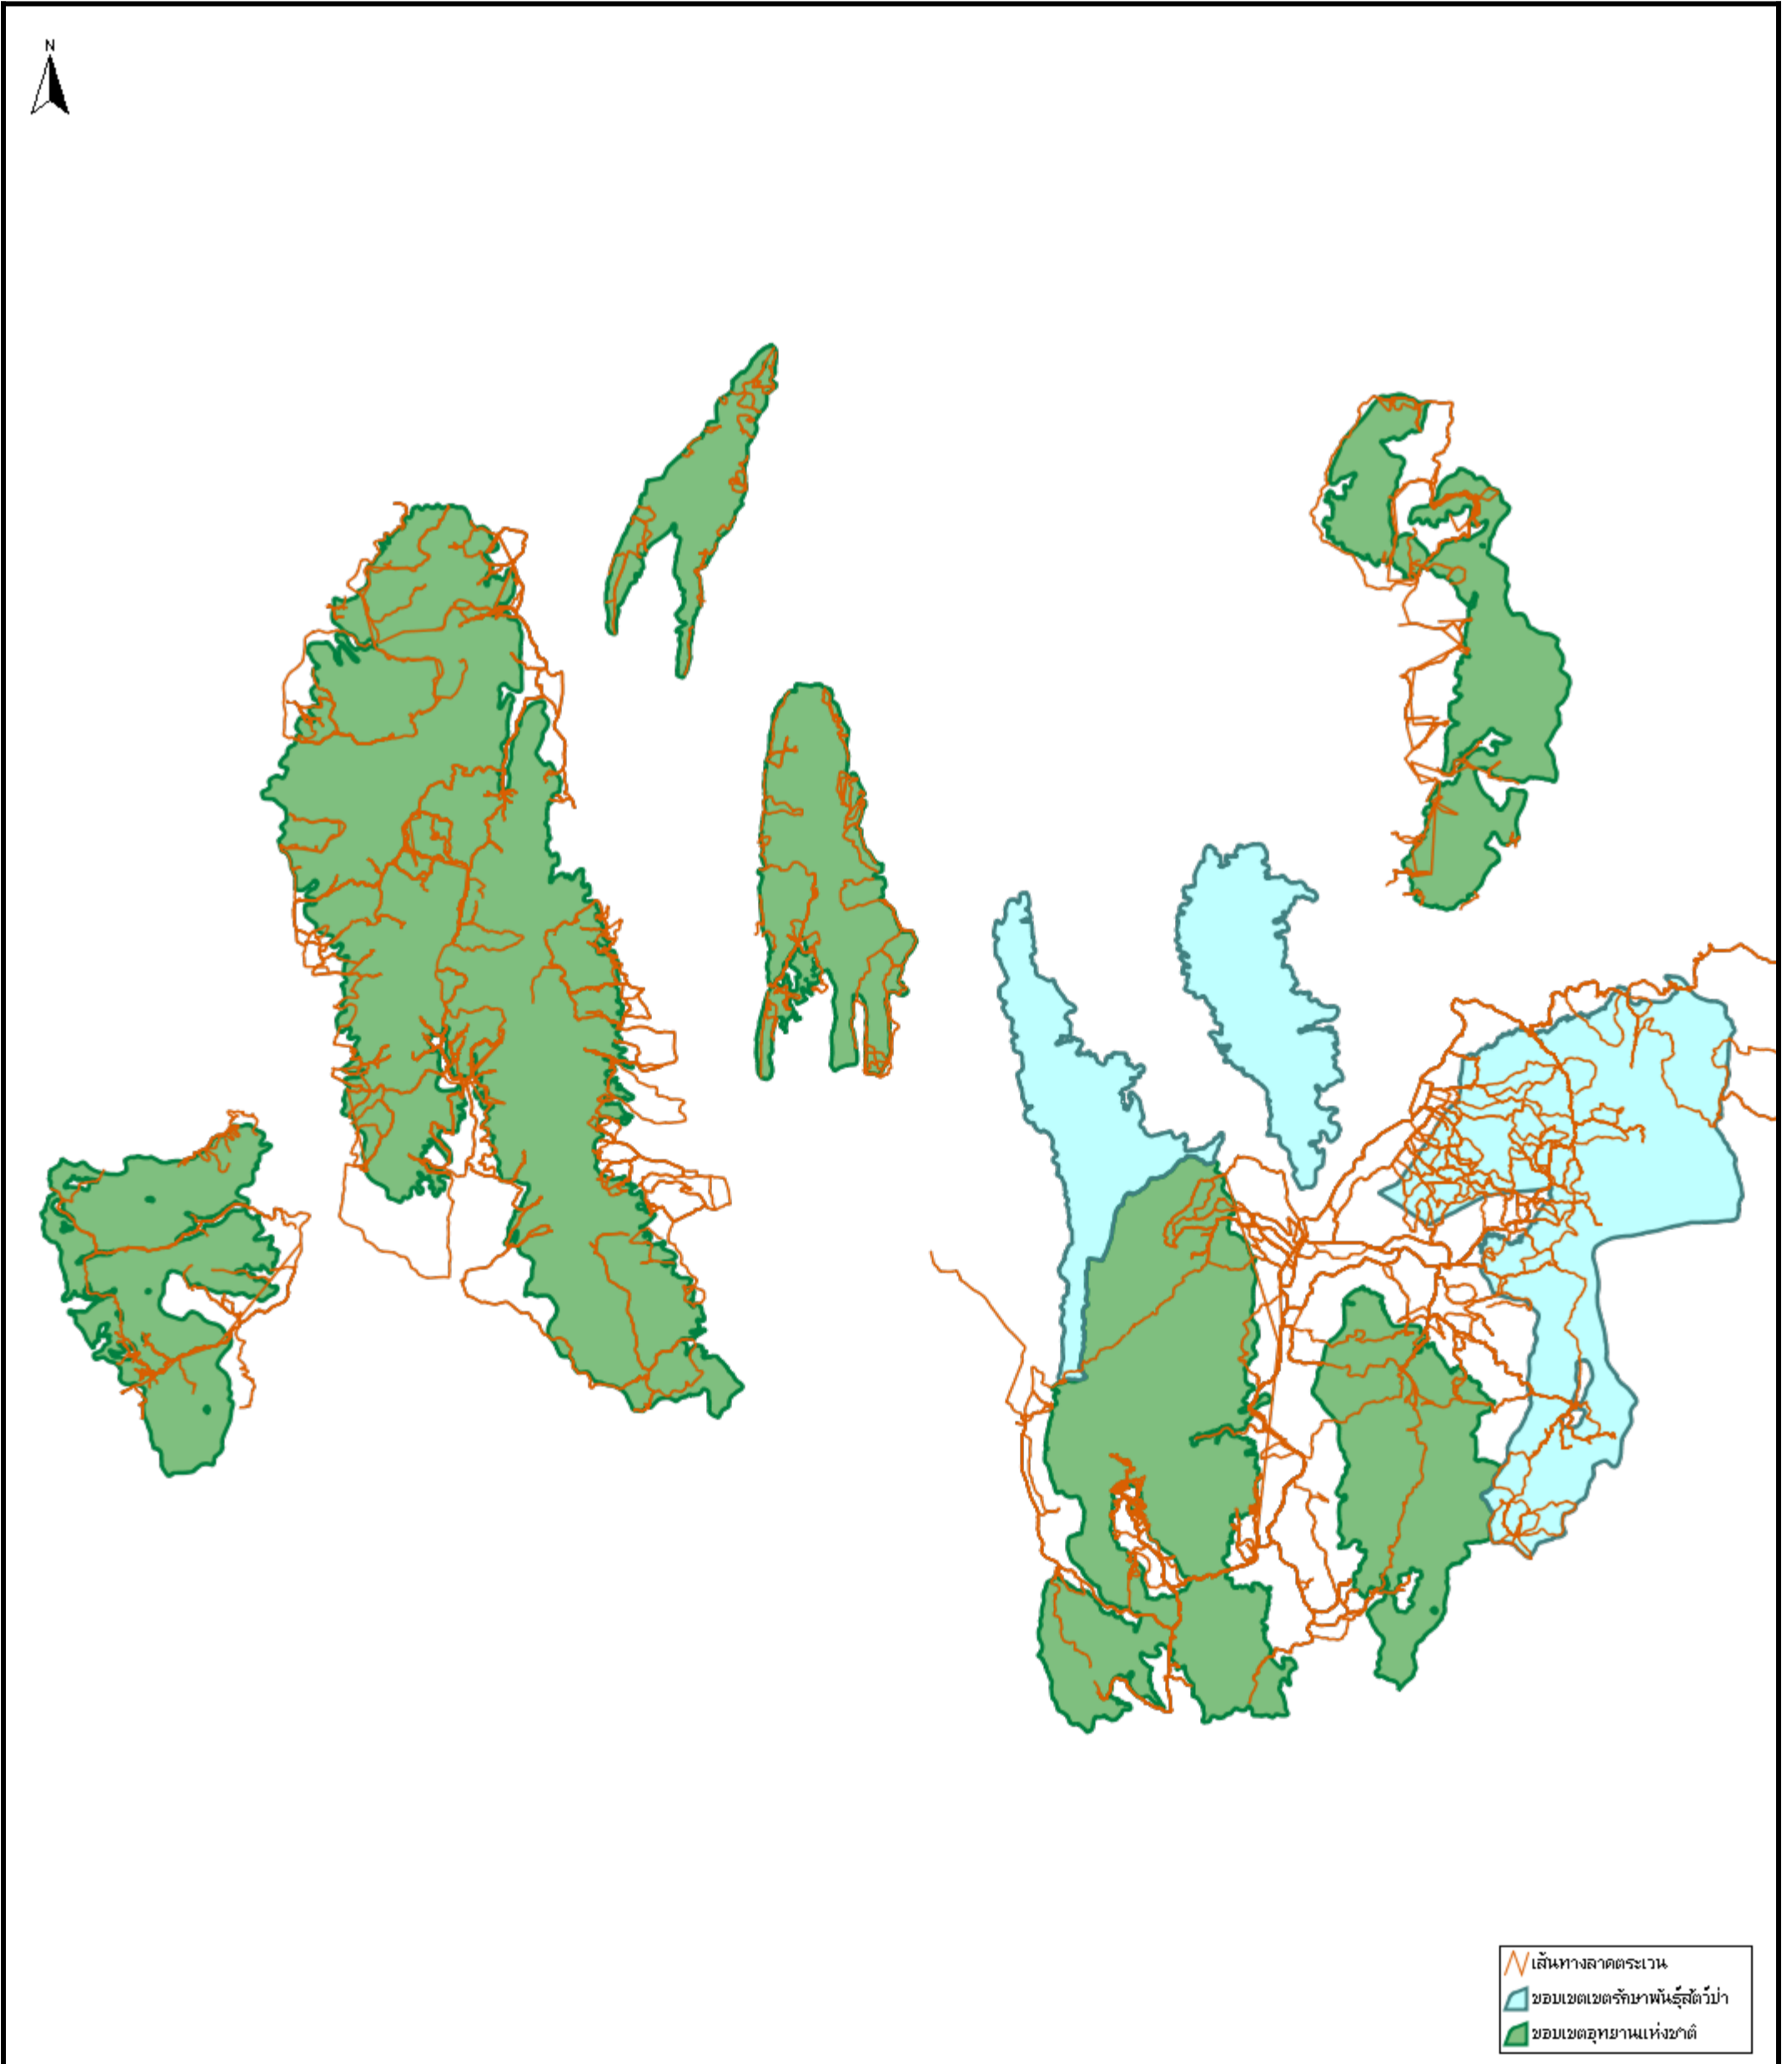 N
เส้นทางลาดตระเวน
ขอบเขตเขตรักษาพันธุ์สัตว์ป่า
ขอบเขตอุทยานแห่งชาติ